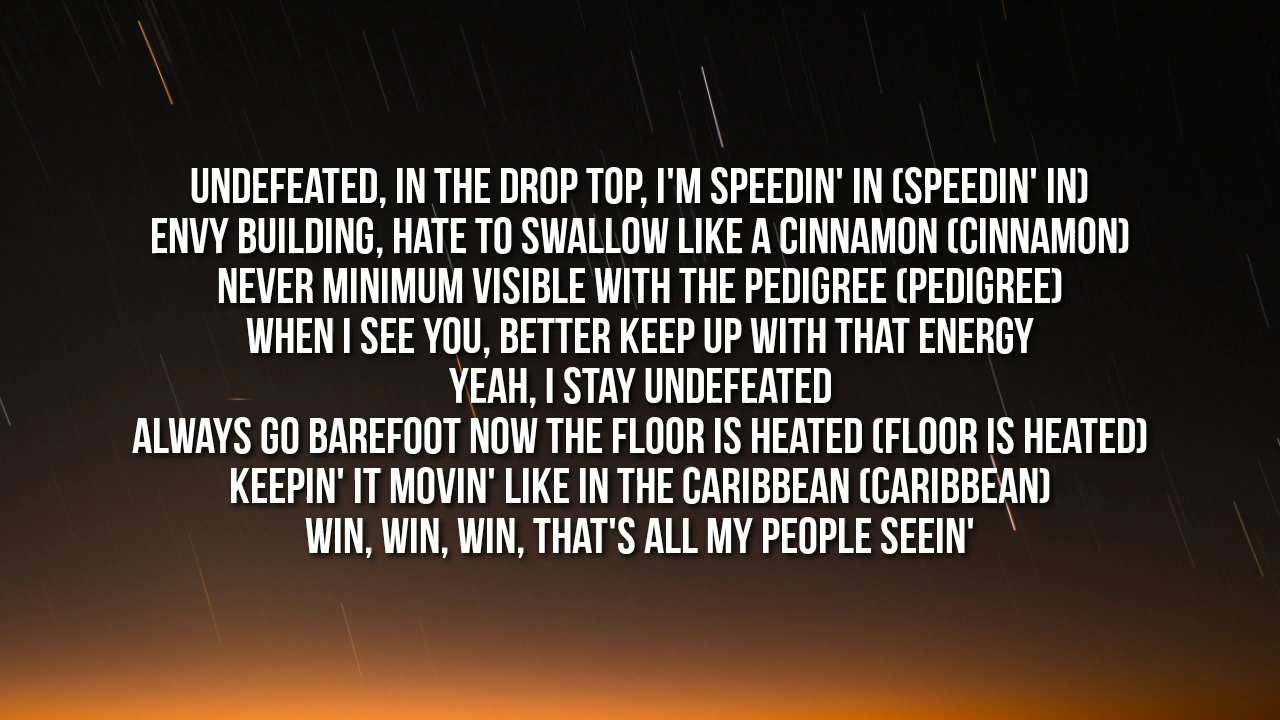 UNDEFEATED, IN THE DROP TOP, I'M SPEEDIN' IN (SPEEDIN' IN)
ENVY BUILDING, HATE TO SWALLOW LIKE A CINNAMON (CINNAMON)
NEVER MINIMUM VISIBLE WITH THE PEDIGREE (PEDIGREE)
WHEN I SEE YOU, BETTER KEEP UP WITH THAT ENERGY
YEAH, I STAY UNDEFEATED
ALWAYS GO BAREFOOT NOW THE FLOOR IS HEATED (FLOOR IS HEATED)
KEEPIN' IT MOVIN' LIKE IN THE CARIBBEAN (CARIBBEAN)
WIN, WIN, WIN, THAT'S ALL MY PEOPLE SEEIN'